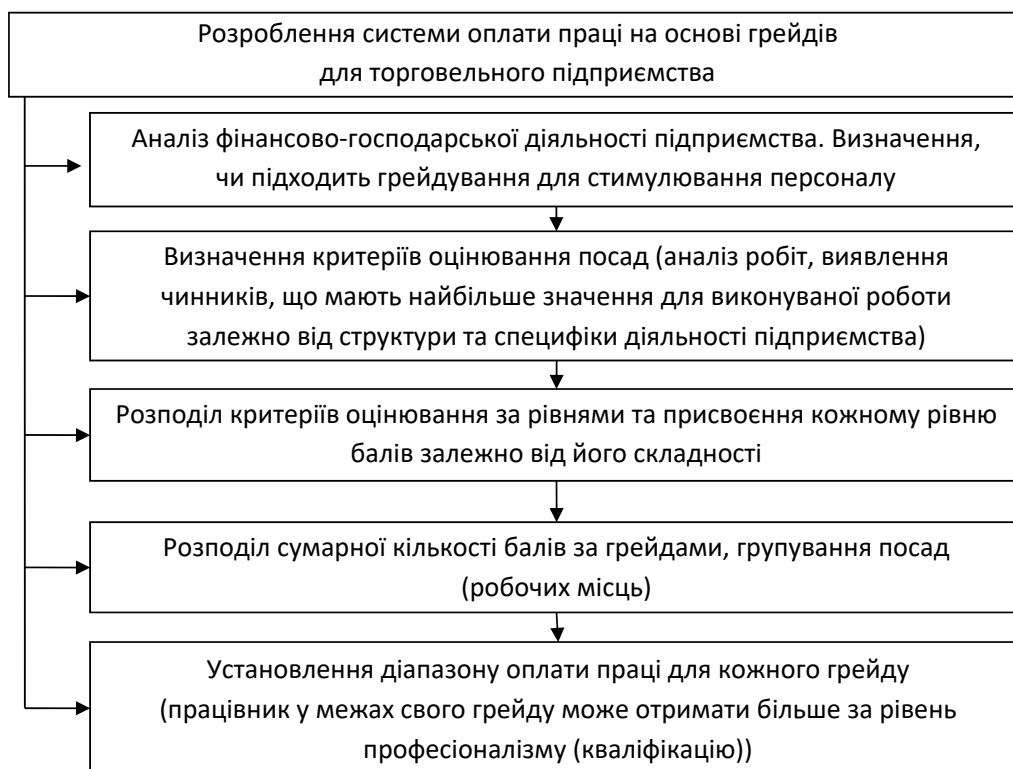 Розроблення системи оплати праці на основі грейдів
для торговельного підприємства
Аналіз фінансово-господарської діяльності підприємства. Визначення,
чи підходить грейдування для стимулювання персоналу
Визначення критеріїв оцінювання посад (аналіз робіт, виявлення
чинників, що мають найбільше значення для виконуваної роботи
залежно від структури та специфіки діяльності підприємства)
Розподіл критеріїв оцінювання за рівнями та присвоєння кожному рівню
балів залежно від його складності
Розподіл сумарної кількості балів за грейдами, групування посад
(робочих місць)
Установлення діапазону оплати праці для кожного грейду
(працівник у межах свого грейду може отримати більше за рівень
професіоналізму (кваліфікацію))